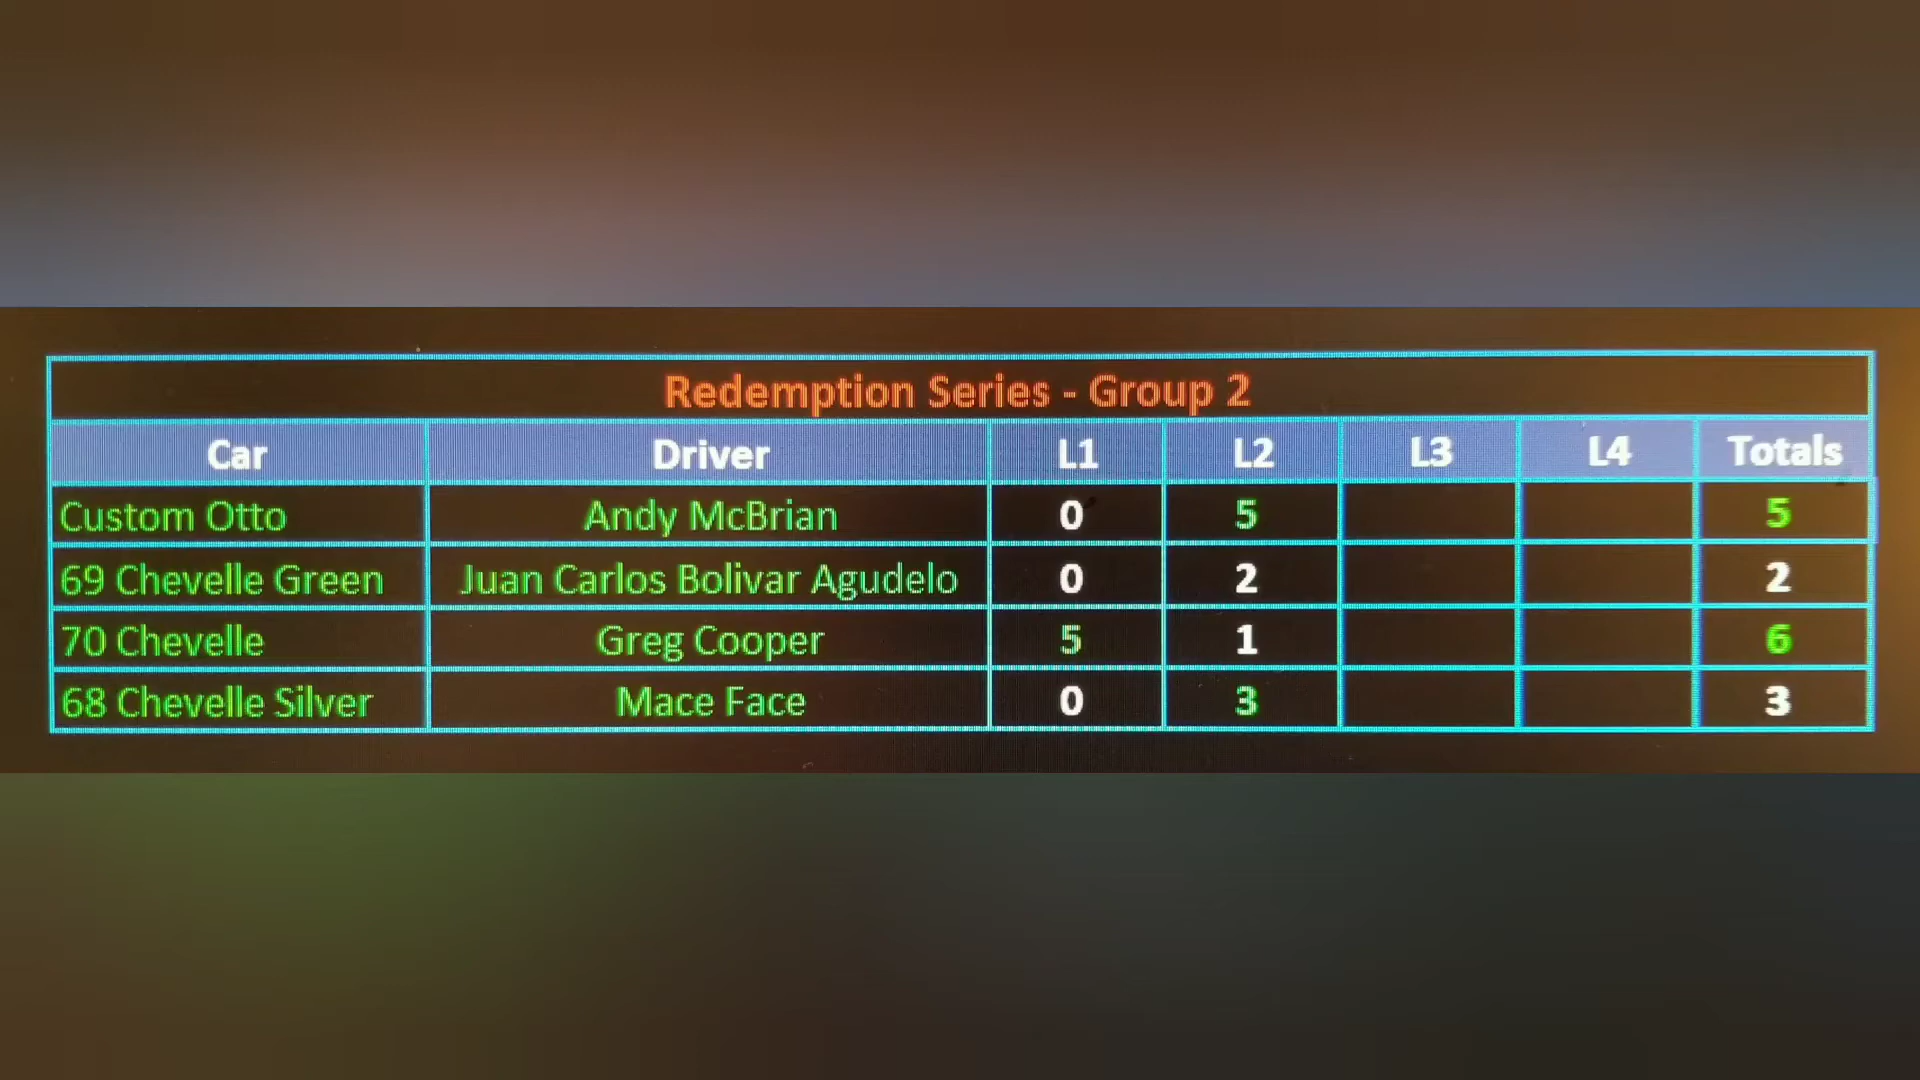 Redemption Series - Group 2
Car Driver L1 L2 L3 L4 Totals
Custom Otto Andy McBrian 0 5 5
69 Chevelle Green Juan Carlos Bolivar Agudelo 0 2 2
70 Chevelle Greg Cooper 5 1 6
68 Chevelle Silver Mace Face 0 3 3